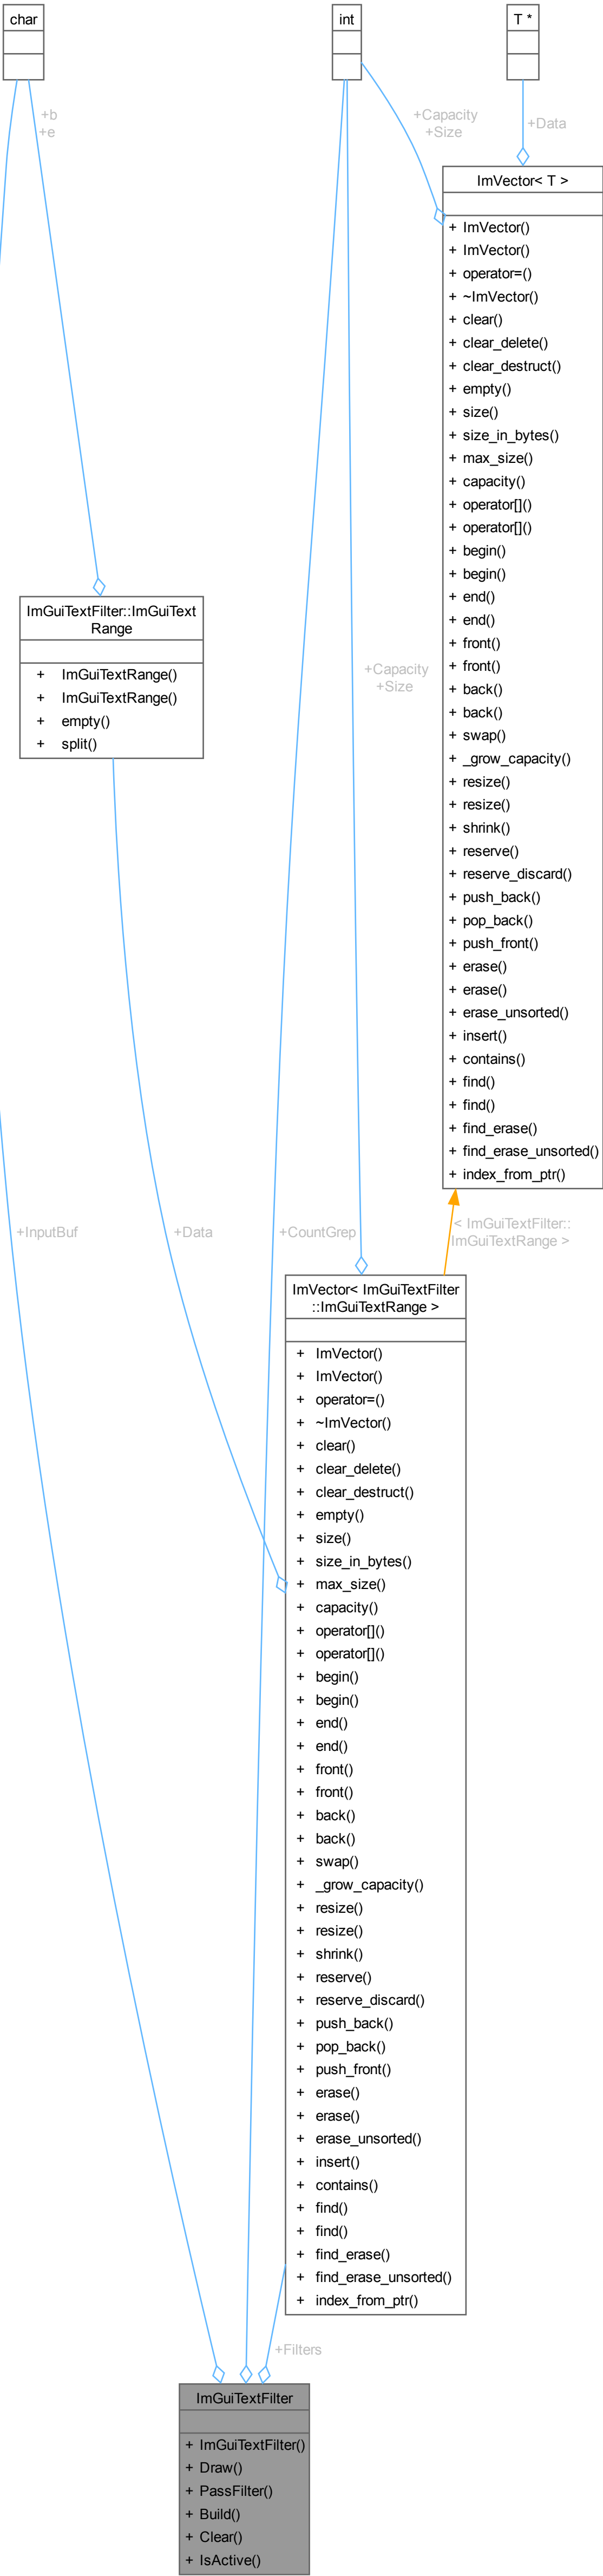 char
int
T *
+b
+e
+Capacity
+Size
+Data
ImVector< T >
+ ImVector()
+ ImVector()
+ operator=()
+ ~ImVector()
+ clear()
+ clear_delete()
+ clear_destruct()
+ empty()
+ size()
+ size_in_bytes()
+ max_size()
+ capacity()
+ operator[]()
+ operator[]()
+ begin()
+ begin()
+ end()
+ end()
+ front()
+ front()
+ back()
+ back()
+ swap()
+ _grow_capacity()
+ resize()
+ resize()
+ shrink()
+ reserve()
+ reserve_discard()
+ push_back()
+ pop_back()
+ push_front()
+ erase()
+ erase()
+ erase_unsorted()
+ insert()
+ contains()
+ find()
+ find()
+ find_erase()
+ find_erase_unsorted()
+ index_from_ptr()
ImGuiTextFilter::ImGuiText
Range
+ ImGuiTextRange()
+ ImGuiTextRange()
+ empty()
+ split()
+Capacity
+Size
+InputBuf
+Data
+CountGrep
< ImGuiTextFilter::
ImGuiTextRange >
ImVector< ImGuiTextFilter
::ImGuiTextRange >
+ ImVector()
+ ImVector()
+ operator=()
+ ~ImVector()
+ clear()
+ clear_delete()
+ clear_destruct()
+ empty()
+ size()
+ size_in_bytes()
+ max_size()
+ capacity()
+ operator[]()
+ operator[]()
+ begin()
+ begin()
+ end()
+ end()
+ front()
+ front()
+ back()
+ back()
+ swap()
+ _grow_capacity()
+ resize()
+ resize()
+ shrink()
+ reserve()
+ reserve_discard()
+ push_back()
+ pop_back()
+ push_front()
+ erase()
+ erase()
+ erase_unsorted()
+ insert()
+ contains()
+ find()
+ find()
+ find_erase()
+ find_erase_unsorted()
+ index_from_ptr()
+Filters
ImGuiTextFilter
+ ImGuiTextFilter()
+ Draw()
+ PassFilter()
+ Build()
+ Clear()
+ IsActive()